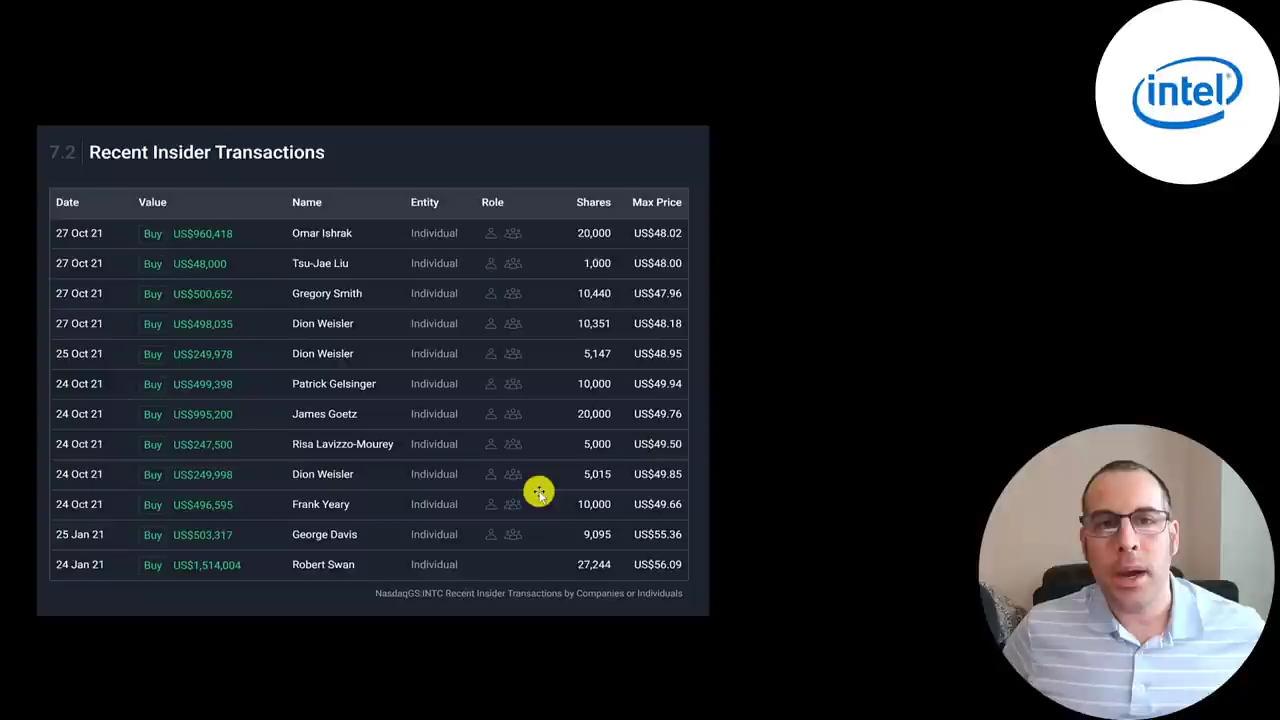 intel
7.2 Recent Insider Transactions
Date Value Name Entity Role Shares Max Price
27 Oct 21 Buy US$960,418 Omar Ishrak Individual 20,000 US$48.02
27 Oct 21 Buy US$48,000 Tsu-Jae Liu Individual 1,000 US$48.00
27 Oct 21 Buy US$500,652 Gregory Smith Individual 10,440 US$47.96
27 Oct 21 Buy US$498,035 Dion Weisler Individual 10,351 US$48.18
25 Oct 21 Buy US$249,978 Dion Weisler Individual 5,147 US$48.95
24 Oct 21 Buy US$499,398 Patrick Gelsinger Individual 10,000 US$49.94
24 Oct 21 Buy US$995,200 James Goetz Individual 20,000 US$49.76
24 Oct 21 Buy US$247,500 Risa Lavizzo-Mourey Individual 5,000 US$49.50
24 Oct 21 Buy US$249,998 Dion Weisler Individual 5,015 US$49.85
24 Oct 21 Buy US$496,595 Frank Yeary Individual 10,000 US$49.66
25 Jan 21 Buy US$503,317 George Davis Individual 9,095 US$55.36
24 Jan 21 Buy US$1,514,004 Robert Swan Individual 27,244 US$56.09
NasdaqGS:INTC Recent Insider Transactions by Companies or Individuals